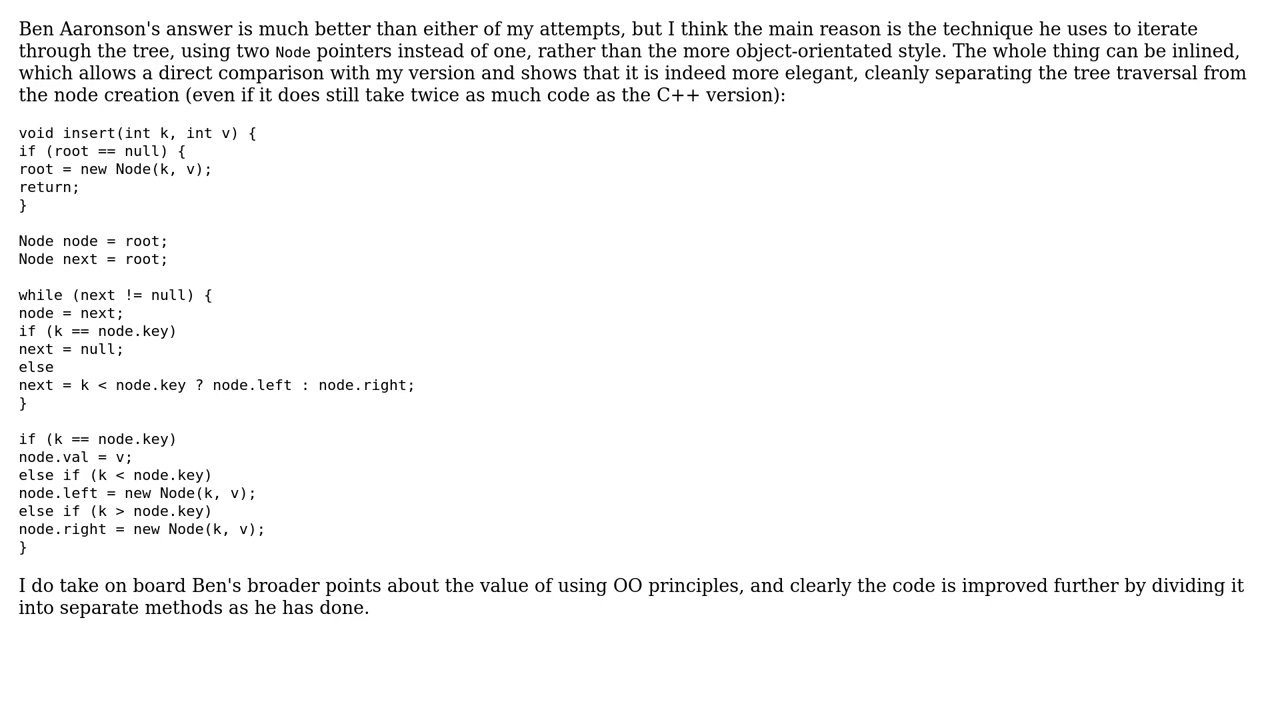 Ben Aaronson's answer is much better than either of my attempts, but I think the main reason is the technique he uses to iterate
through the tree, using two Node pointers instead of one, rather than the more object-orientated style. The whole thing can be inlined,
which allows a direct comparison with my version and shows that it is indeed more elegant, cleanly separating the tree traversal from
the node creation (even if it does still take twice as much code as the C++ version):
void insert(int k, int v) {
if (root == null) {
root = new Node(k, v);
return;
}
Node node = root;
Node next = root;
while (next != null) {
node = next;
if (k == node.key)
next = null;
else
next = k < node.key ? node.left : node.right;
}
if (k == node.key)
node.val = v;
else if (k < node.key)
node.left = new Node(k, v);
else if (k > node.key)
node.right = new Node(k, v);
}
I do take on board Ben's broader points about the value of using OO principles, and clearly the code is improved further by dividing it
into separate methods as he has done.